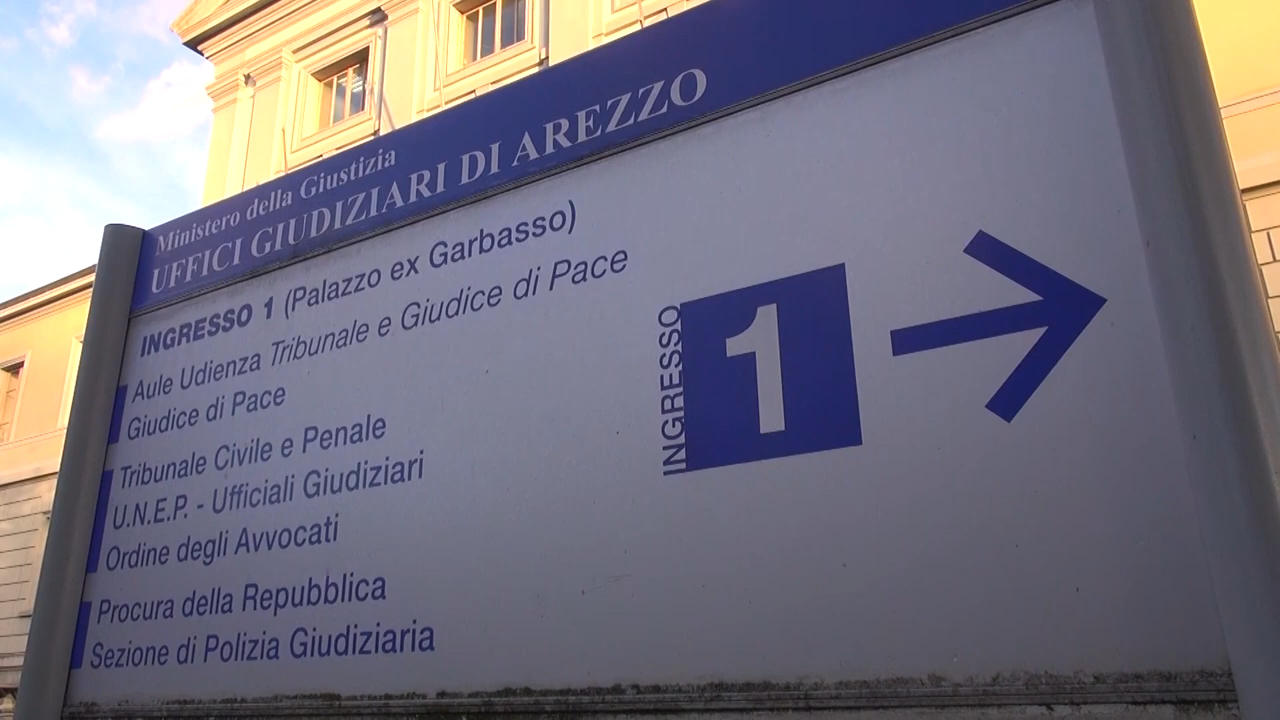 Ministero della Giustizia
UFFICI GIUDIZIARI DI AREZZO
INGRESSO 1 (Palazzo ex Garbasso)
Aule Udienza Tribunale e Giudice di Pace
Giudice di Pace
Tribunale Civile e Penale
U.N.E.P. - Ufficiali Giudiziari
Ordine degli Avvocati
Procura della Repubblica
Sezione di Polizia Giudiziaria
INGRESSO
1